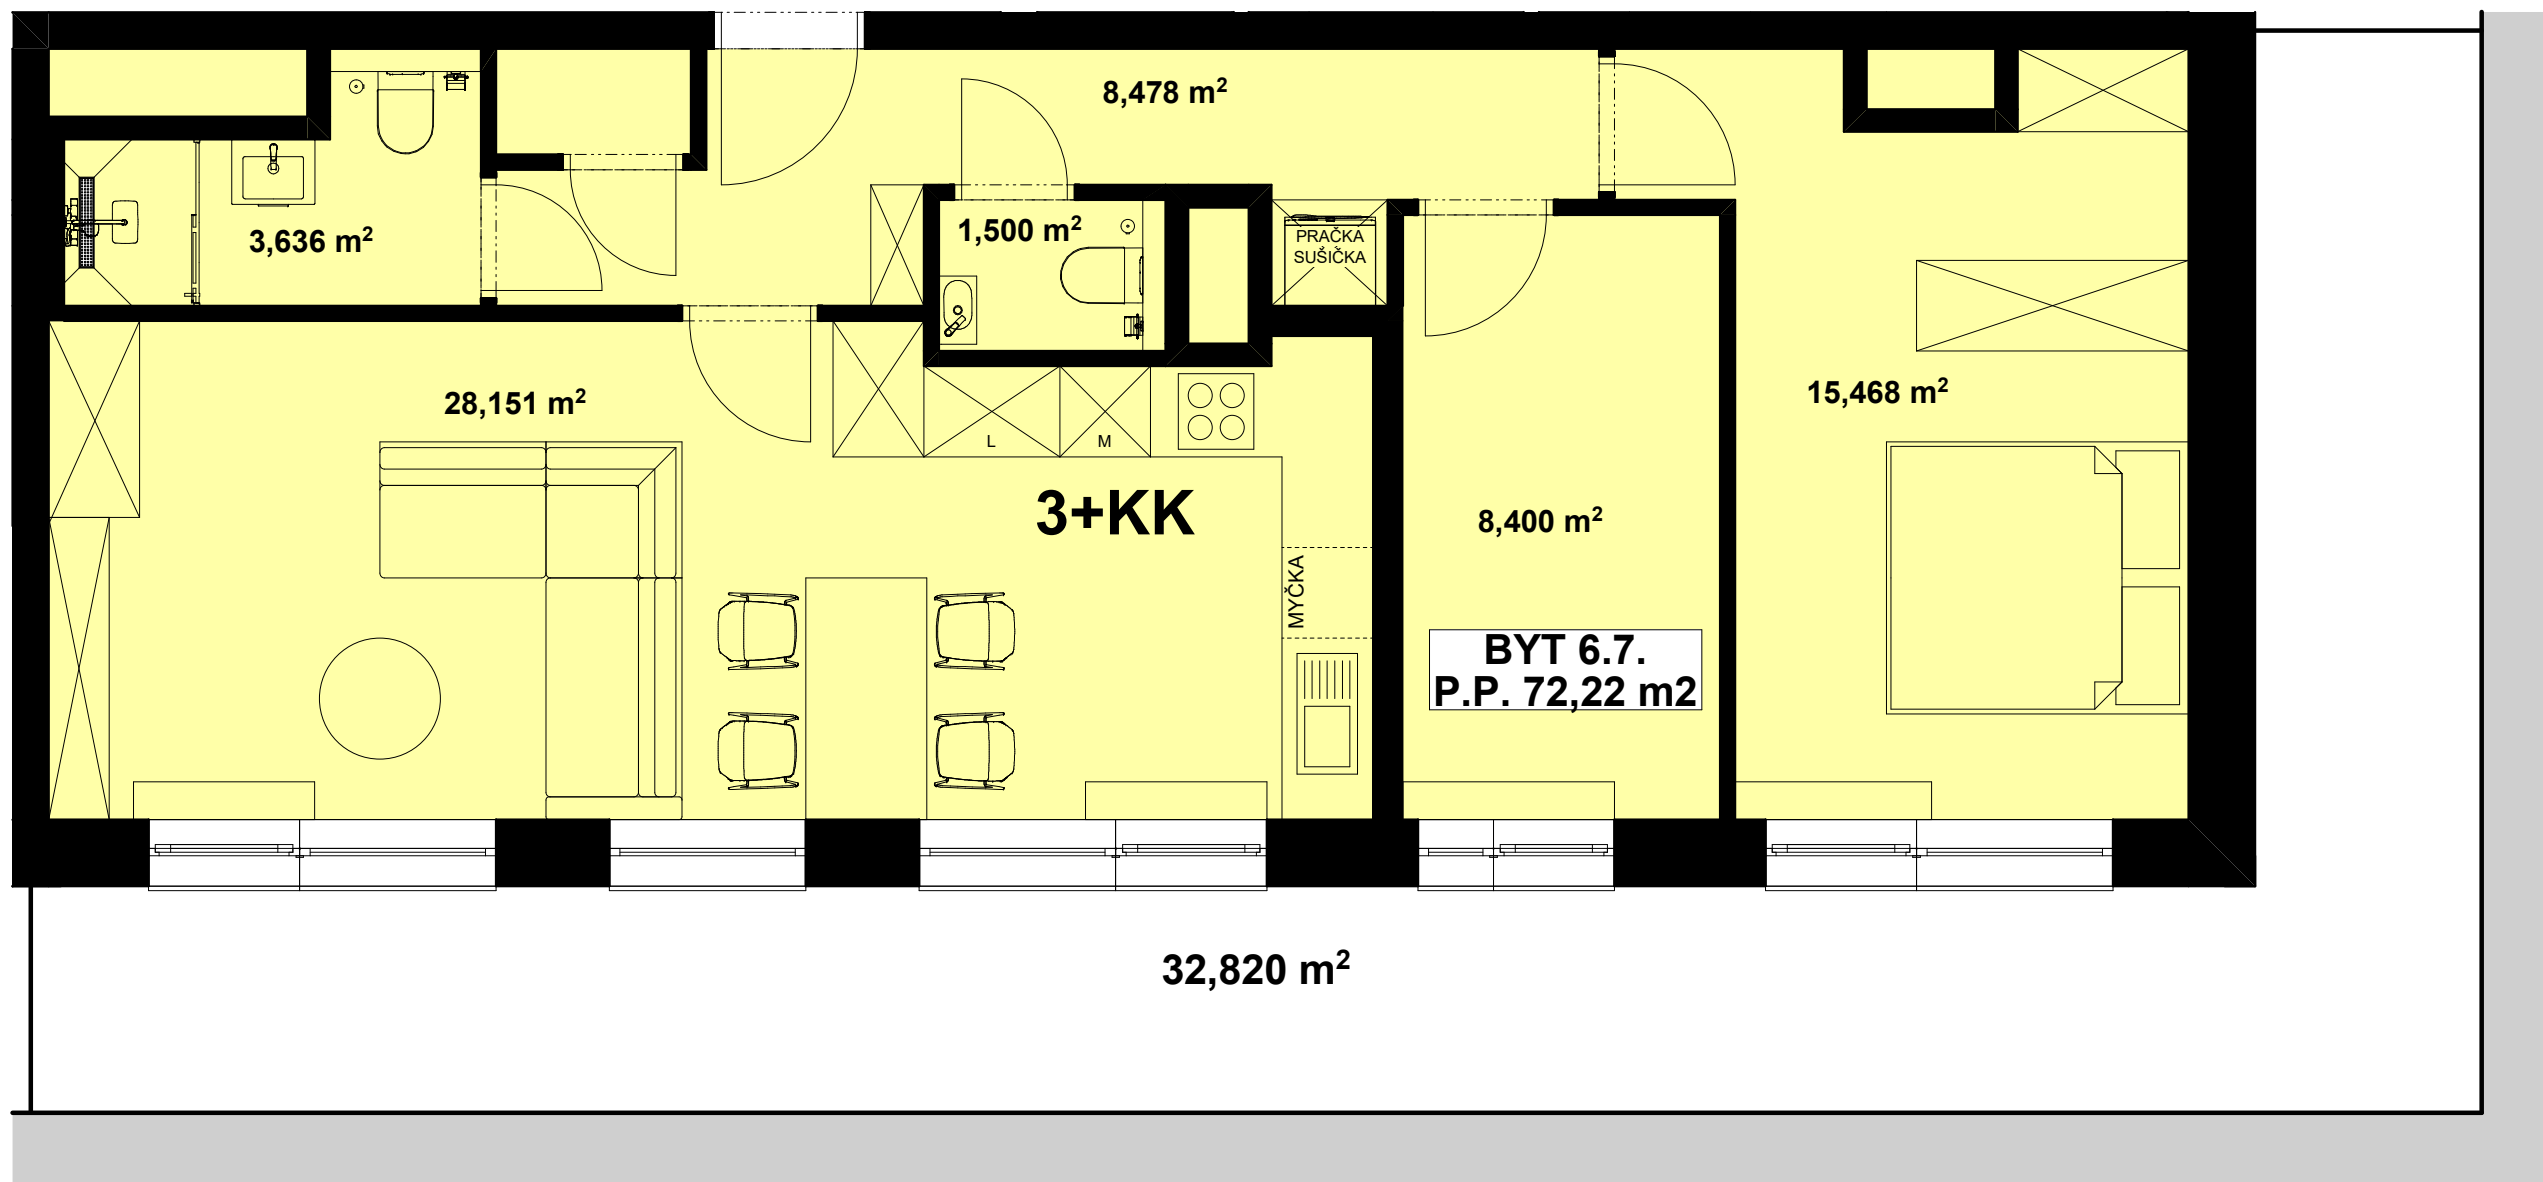 8,478 m²
3,636 m²
1,500 m²
PRAČKA
SUŠIČKA
28,151 m²
15,468 m²
L
M
3+KK
8,400 m²
MYČKA
BYT 6.7.
P.P. 72,22 m2
32,820 m²